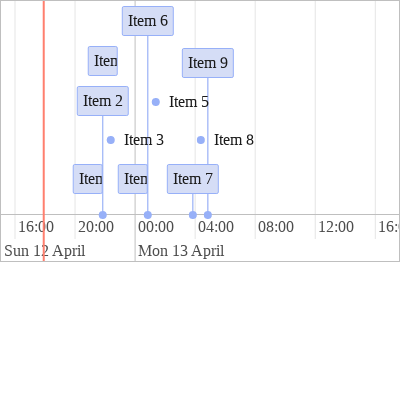 Item 6
Item 9
Item 2
Item 5
Item 3
Item 8
Item 7
16:00
20:00
00:00
04:00
08:00
12:00
Sun 12 April
Mon 13 April